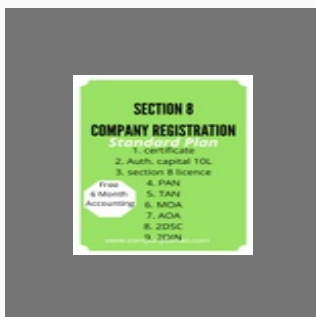 SECTION 8
COMPANY REGISTRATION
Standard Plan
1. certificate
2. Auth. capital 10L
3. section 8 licence
4. PAN
5. TAN
6. MOA
7. AOA
8. 2DSC
9. 2DIN
Free
6 Month
Accounting